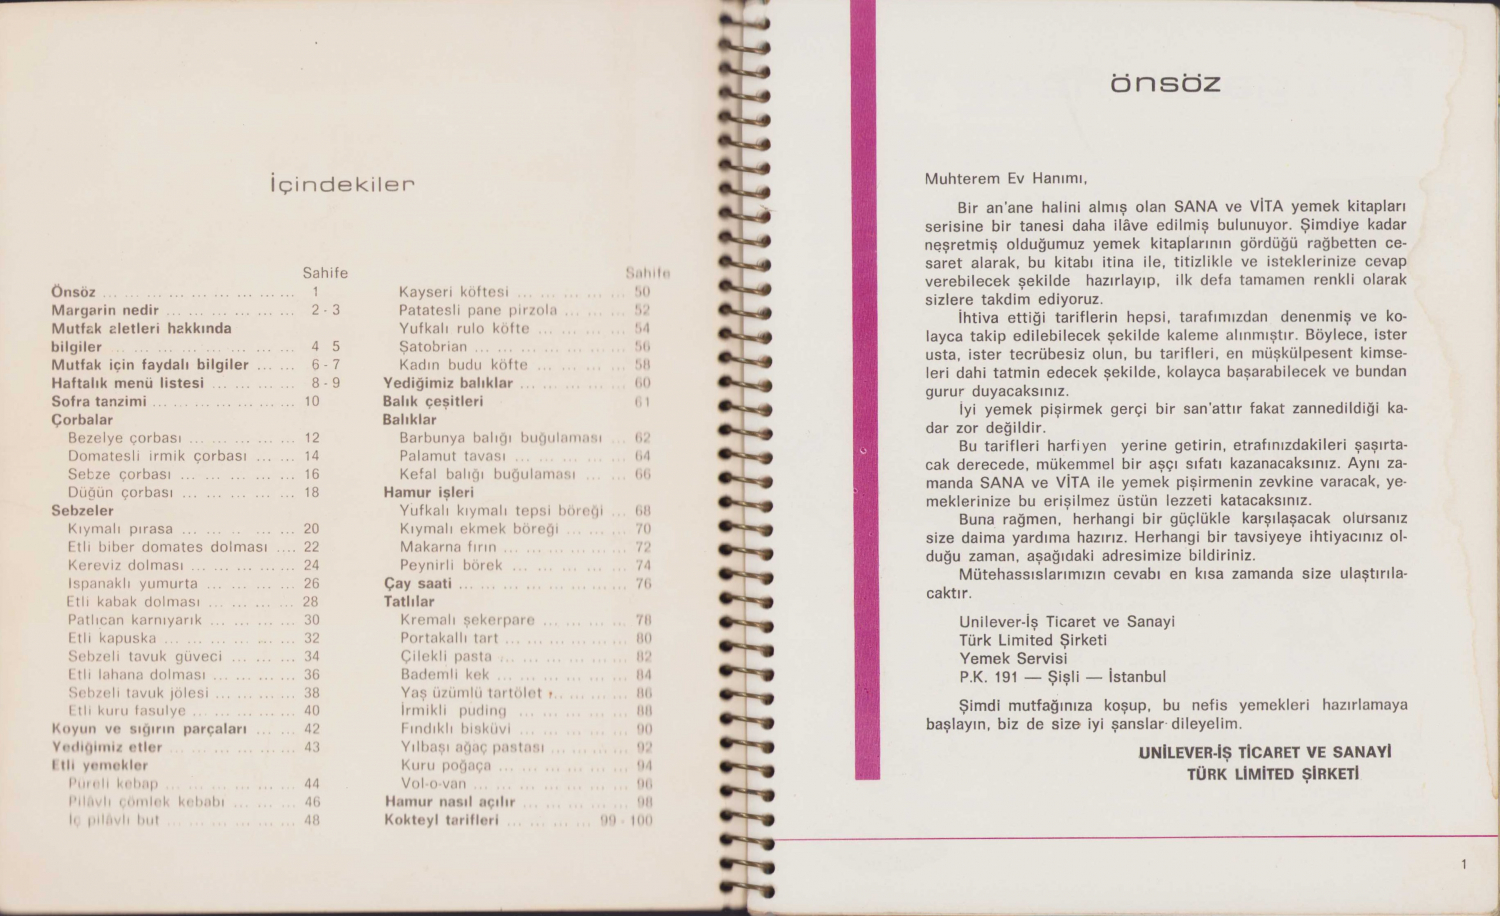 İçindekiler
Sahife
Önsöz ... ... ... ... ... ... ... ... 1
Margarin nedir ... ... ... ... ... ... 2 - 3
Mutfak aletleri hakkında
bilgiler ... ... ... ... ... ... ... ... 4 5
Mutfak için faydalı bilgiler ... ... 6 - 7
Haftalık menü listesi ... ... ... ... 8 - 9
Sofra tanzimi ... ... ... ... ... ... ... 10
Çorbalar
Bezelye çorbası ... ... ... ... ... 12
Domatesli irmik çorbası ... ... 14
Sebze çorbası ... ... ... ... ... ... 16
Düğün çorbası ... ... ... ... ... ... 18
Sebzeler
Kıymalı pırasa ... ... ... ... ... ... 20
Etli biber domates dolması .... 22
Kereviz dolması ... ... ... ... ... 24
Ispanaklı yumurta ... ... ... ... 26
Etli kabak dolması ... ... ... ... 28
Patlıcan karnıyarık ... ... ... ... 30
Etli kapuska ... ... ... ... ... ... 32
Sebzeli tavuk güveci ... ... ... 34
Etli lahana dolması ... ... ... ... 36
Sebzeli tavuk jölesi ... ... ... ... 38
Etli kuru fasulye ... ... ... ... ... 40
Koyun ve sığırın parçaları ... ... 42
Yediğimiz etler ... ... ... ... ... ... 43
Etli yemekler
Püreli kebap ... ... ... ... ... ... 44
Pilâvlı çömlek kebabı ... ... ... 46
İç pilâvlı but ... ... ... ... ... ... 48
Sahife
Kayseri köftesi ... ... ... ... ... 50
Patatesli pane pirzola ... ... ... 52
Yufkalı rulo köfte ... ... ... ... 54
Şatobrian ... ... ... ... ... ... ... 56
Kadın budu köfte ... ... ... ... 58
Yediğimiz balıklar ... ... ... ... ... 60
Balık çeşitleri 61
Balıklar
Barbunya balığı buğulaması ... 62
Palamut tavası ... ... ... ... ... 64
Kefal balığı buğulaması ... ... 66
Hamur işleri
Yufkalı kıymalı tepsi böreği ... 68
Kıymalı ekmek böreği ... ... ... 70
Makarna fırın ... ... ... ... ... ... 72
Peynirli börek ... ... ... ... ... 74
Çay saati ... ... ... ... ... ... ... ... 76
Tatlılar
Kremalı şekerpare ... ... ... ... 78
Portakallı tart ... ... ... ... ... ... 80
Çilekli pasta ... ... ... ... ... ... 82
Bademli kek ... ... ... ... ... ... 84
Yaş üzümlü tartölet ... ... ... ... 86
İrmikli puding ... ... ... ... ... 88
Fındıklı bisküvi ... ... ... ... ... 90
Yılbaşı ağaç pastası ... ... ... ... 92
Kuru poğaça ... ... ... ... ... ... 94
Vol-o-van ... ... ... ... ... ... ... 96
Hamur nasıl açılır ... ... ... ... ... 98
Kokteyl tarifleri ... ... ... ... 99 - 100
önsöz
Muhterem Ev Hanımı,
Bir an'ane halini almış olan SANA ve VİTA yemek kitapları
serisine bir tanesi daha ilâve edilmiş bulunuyor. Şimdiye kadar
neşretmiş olduğumuz yemek kitaplarının gördüğü rağbetten ce-
saret alarak, bu kitabı itina ile, titizlikle ve isteklerinize cevap
verebilecek şekilde hazırlayıp, ilk defa tamamen renkli olarak
sizlere takdim ediyoruz.
İhtiva ettiği tariflerin hepsi, tarafımızdan denenmiş ve ko-
layca takip edilebilecek şekilde kaleme alınmıştır. Böylece, ister
usta, ister tecrübesiz olun, bu tarifleri, en müşkülpesent kimse-
leri dahi tatmin edecek şekilde, kolayca başarabilecek ve bundan
gurur duyacaksınız.
İyi yemek pişirmek gerçi bir san'attır fakat zannedildiği ka-
dar zor değildir.
Bu tarifleri harfiyen yerine getirin, etrafınızdakileri şaşırta-
cak derecede, mükemmel bir aşçı sıfatı kazanacaksınız. Aynı za-
manda SANA ve VİTA ile yemek pişirmenin zevkine varacak, ye-
meklerinize bu erişilmez üstün lezzeti katacaksınız.
Buna rağmen, herhangi bir güçlükle karşılaşacak olursanız
size daima yardıma hazırız. Herhangi bir tavsiyeye ihtiyacınız ol-
duğu zaman, aşağıdaki adresimize bildiriniz.
Mütehassıslarımızın cevabı en kısa zamanda size ulaştırıla-
caktır.
Unilever-İş Ticaret ve Sanayi
Türk Limited Şirketi
Yemek Servisi
P.K. 191 — Şişli — İstanbul
Şimdi mutfağınıza koşup, bu nefis yemekleri hazırlamaya
başlayın, biz de size iyi şanslar dileyelim.
UNİLEVER-İŞ TİCARET VE SANAYİ
TÜRK LİMİTED ŞİRKETİ
1